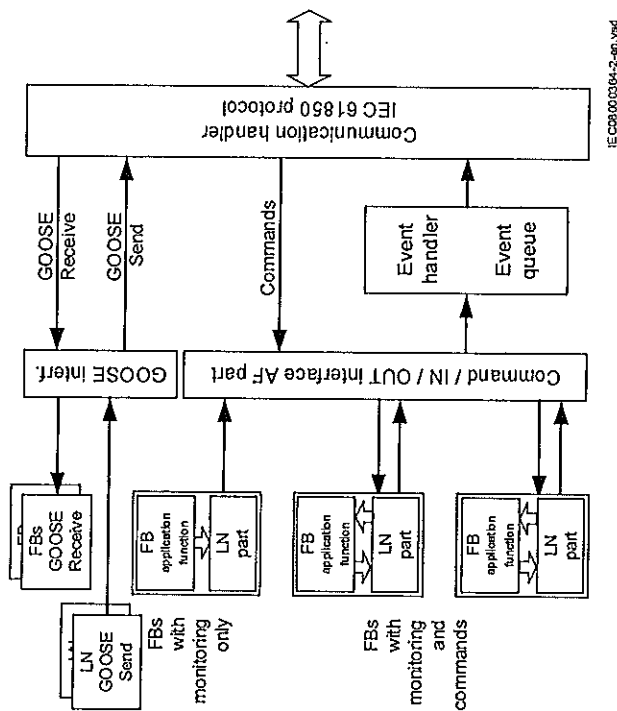 GOOSE
Receive
GOOSE
Send
Commands
Communication handler
IEC 61850 protocol
Event
handler
Event
queue
GOOSE interf.
Command / IN / OUT interface AF part
FBs
GOOSE
Receive
LN
GOOSE
Send
FBs
with
monitoring
only
FB
application
function
LN
part
FBs
with
monitoring
and
commands
FB
application
function
LN
part
FB
application
function
LN
part
IEC08000364-2-en.vsd